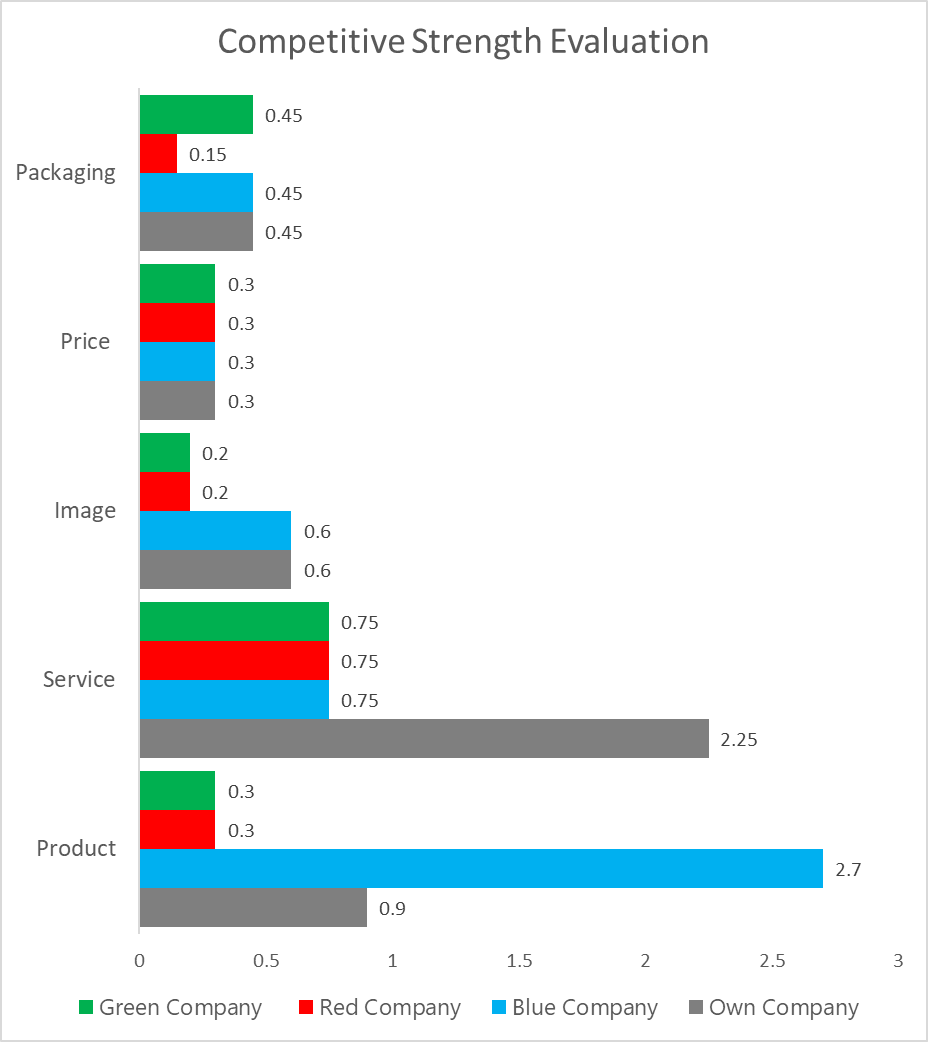 Competitive Strength Evaluation
Packaging
0.45
0.15
0.45
0.45
Price
0.3
0.3
0.3
0.3
Image
0.2
0.2
0.6
0.6
Service
0.75
0.75
0.75
2.25
Product
0.3
0.3
2.7
0.9
0 0.5 1 1.5 2 2.5 3
Green Company Red Company Blue Company Own Company